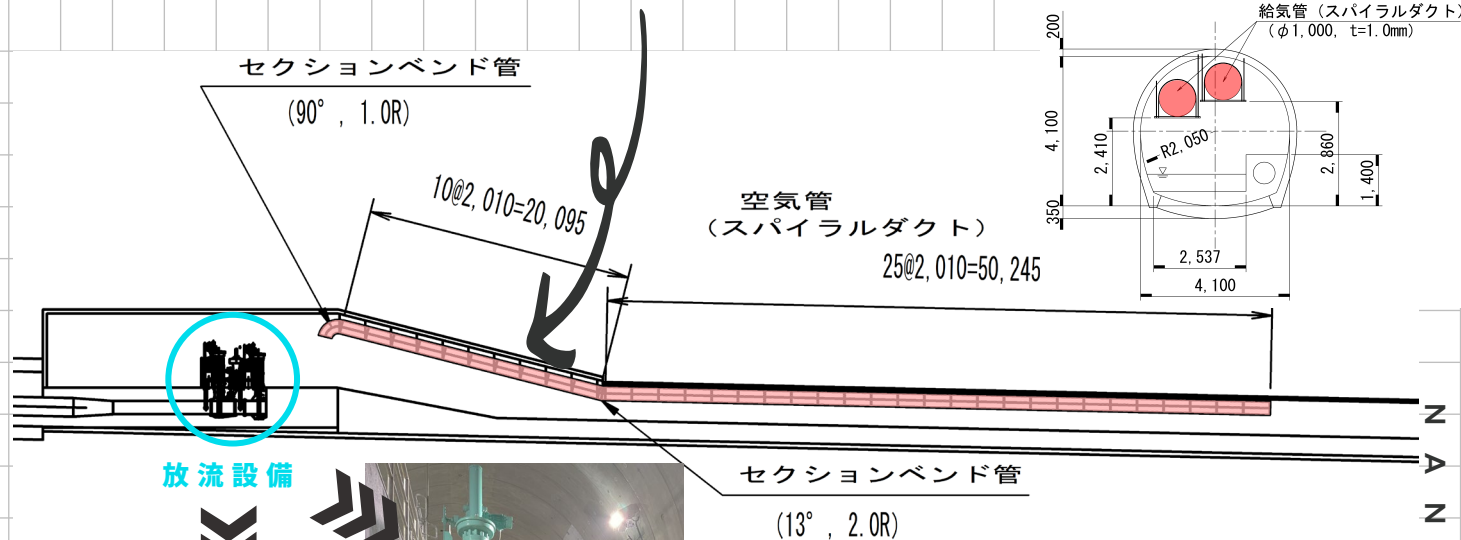 セクションベンド管
(90° , 1.0R)
10@2,010=20,095
空気管
(スパイラルダクト)
25@2,010=50,245
給気管 (スパイラルダクト)
(φ1,000, t=1.0mm)
200
4,100
350
2,410
R2,050
2,860
1,400
2,537
4,100
放流設備
セクションベンド管
(13° , 2.0R)
N
A
N